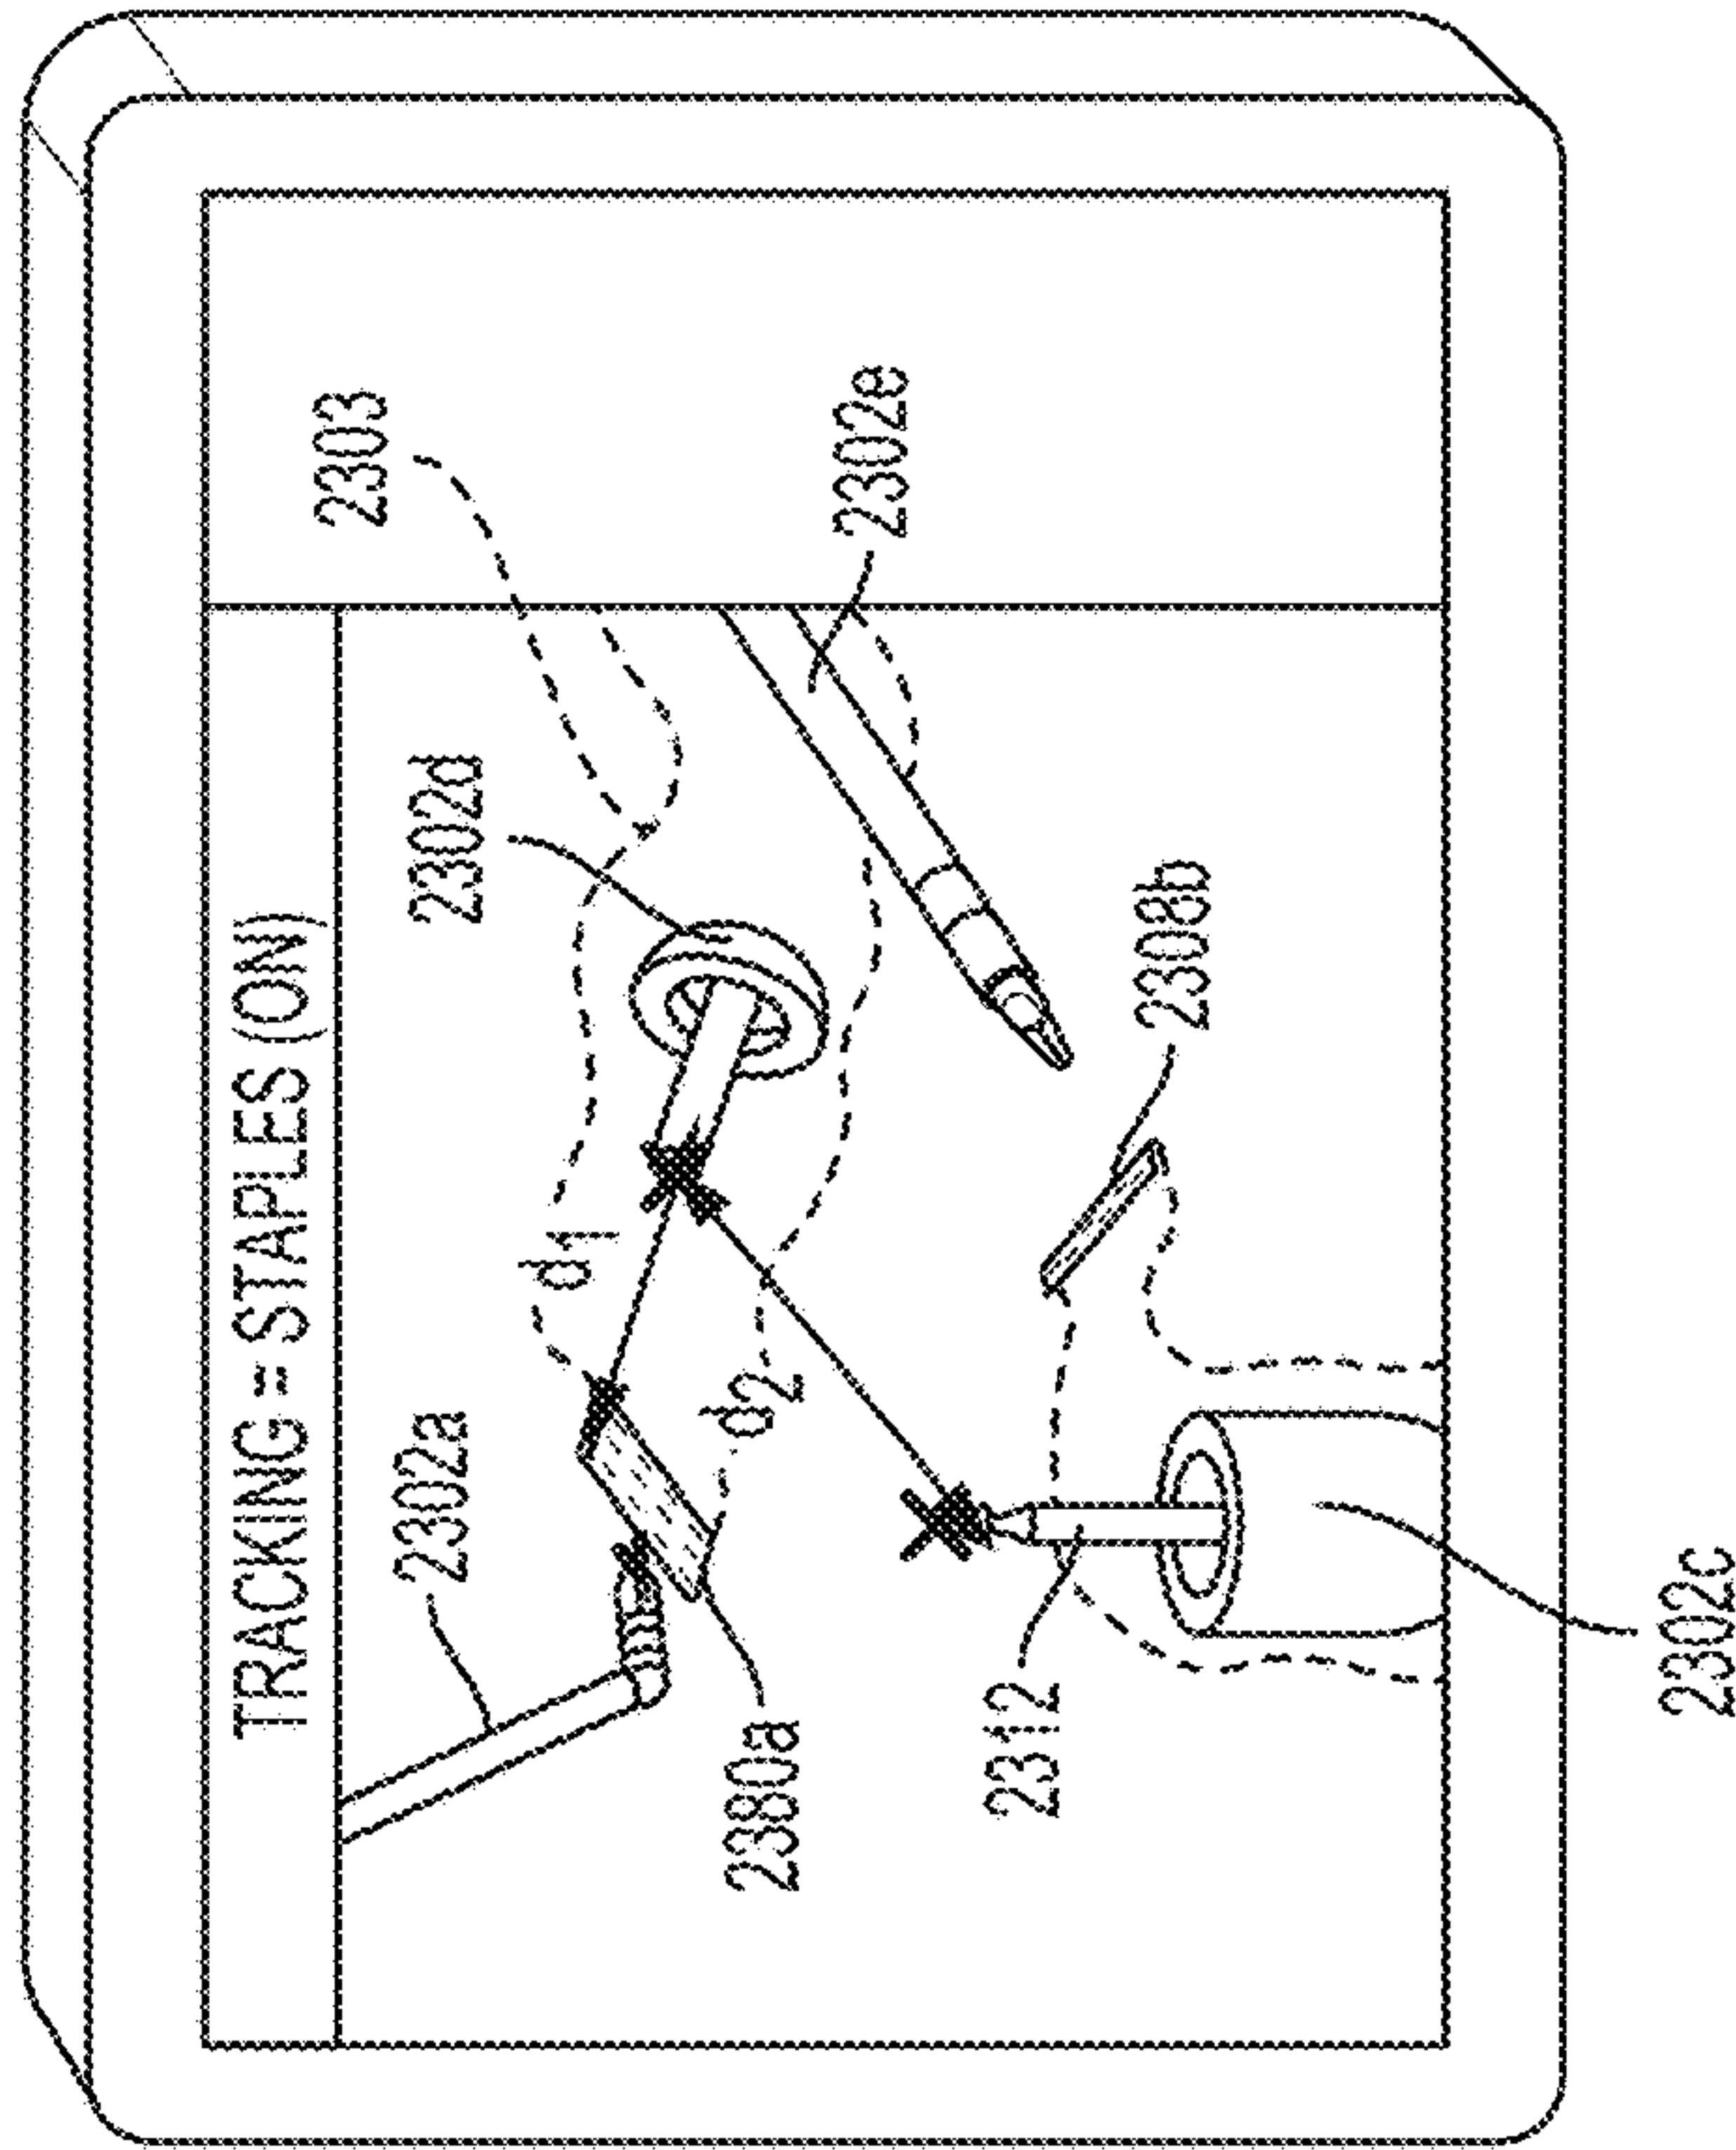 TRACKING = STAPLES (ON)
2302a
2302d
2303
d1
d2
2380a
2302e
2312
2308b
2302c